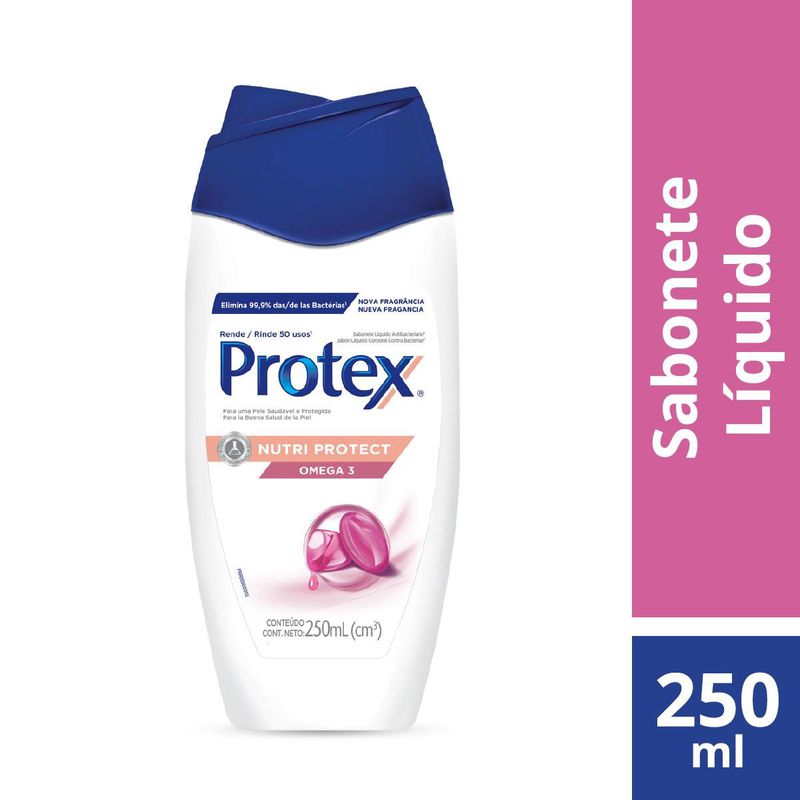 Elimina 99,9% das/de las Bactérias¹
NOVA FRAGRÂNCIA
NUEVA FRAGANCIA
Rende / Rinde 50 usos²
Sabonete Líquido Antibacteriano¹
Jabón Líquido Corporal Contra Bacterias¹
Protex®
Para uma Pele Saudável e Protegida
Para la Buena Salud de la Piel
NUTRI PROTECT
OMEGA 3
CONTEÚDO
CONT. NETO: 250mL (cm³)
Sabonete
Líquido
250
ml